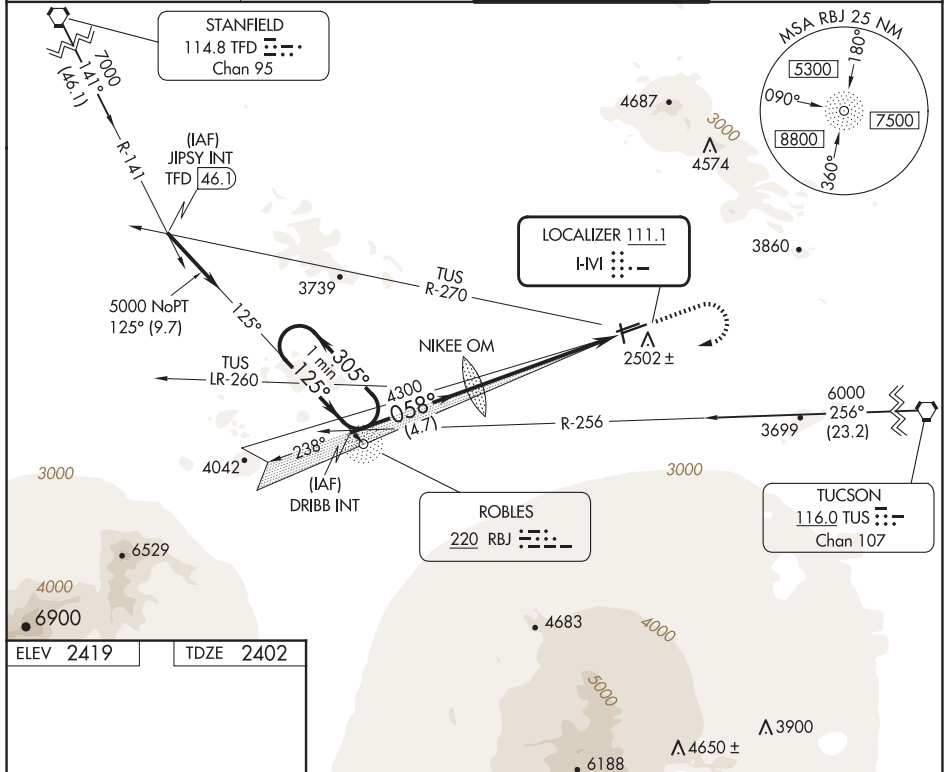 STANFIELD
114.8 TFD
Chan 95
7000
141°
(46.1)
R-141
(IAF)
JIPSY INT
TFD 46.1
5000 NoPT
125° (9.7)
125°
3739
TUS
R-270
4687
3000
4574
3860
MSA RBJ 25 NM
180°
5300
090°
7500
8800
360°
LOCALIZER 111.1
I-IVI
2502 ±
NIKEE OM
1 min
305°
125°
TUS
LR-260
4300
058°
(4.7)
238°
4042
(IAF)
DRIBB INT
R-256
6000
256°
(23.2)
3699
ROBLES
220 RBJ
TUCSON
116.0 TUS
Chan 107
3000
3000
6529
4000
6900
4683
4000
5000
3900
4650 ±
6188
ELEV 2419
TDZE 2402